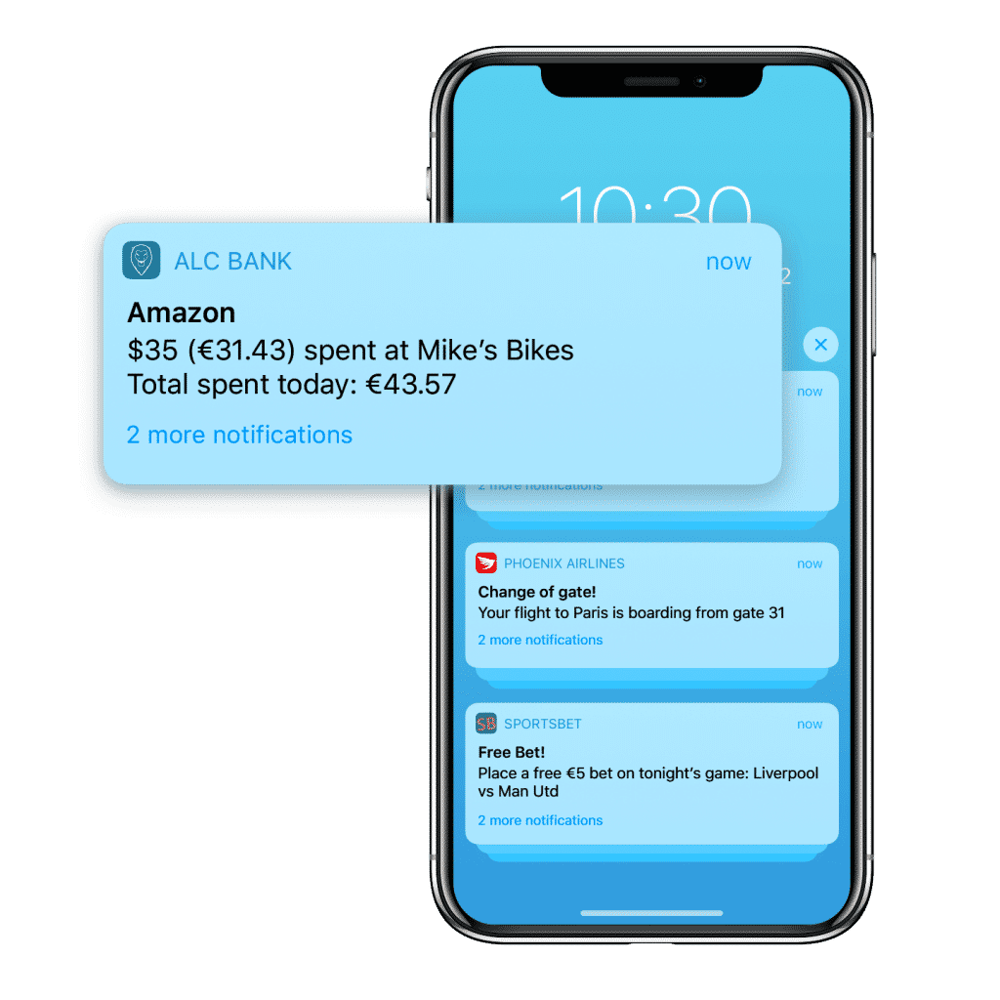 10:30
2
ALC BANK
now
Amazon
$35 (€31.43) spent at Mike's Bikes
Total spent today: €43.57
2 more notifications
now
2 more notifications
PHOENIX AIRLINES
now
Change of gate!
Your flight to Paris is boarding from gate 31
2 more notifications
SB SPORTSBET
now
Free Bet!
Place a free €5 bet on tonight's game: Liverpool
vs Man Utd
2 more notifications